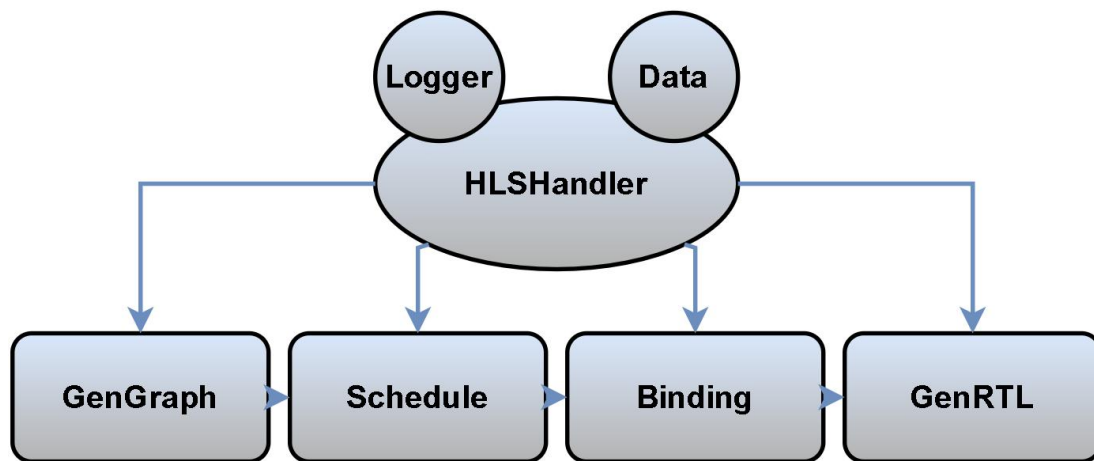 Logger
Data
HLSHandler
GenGraph
Schedule
Binding
GenRTL